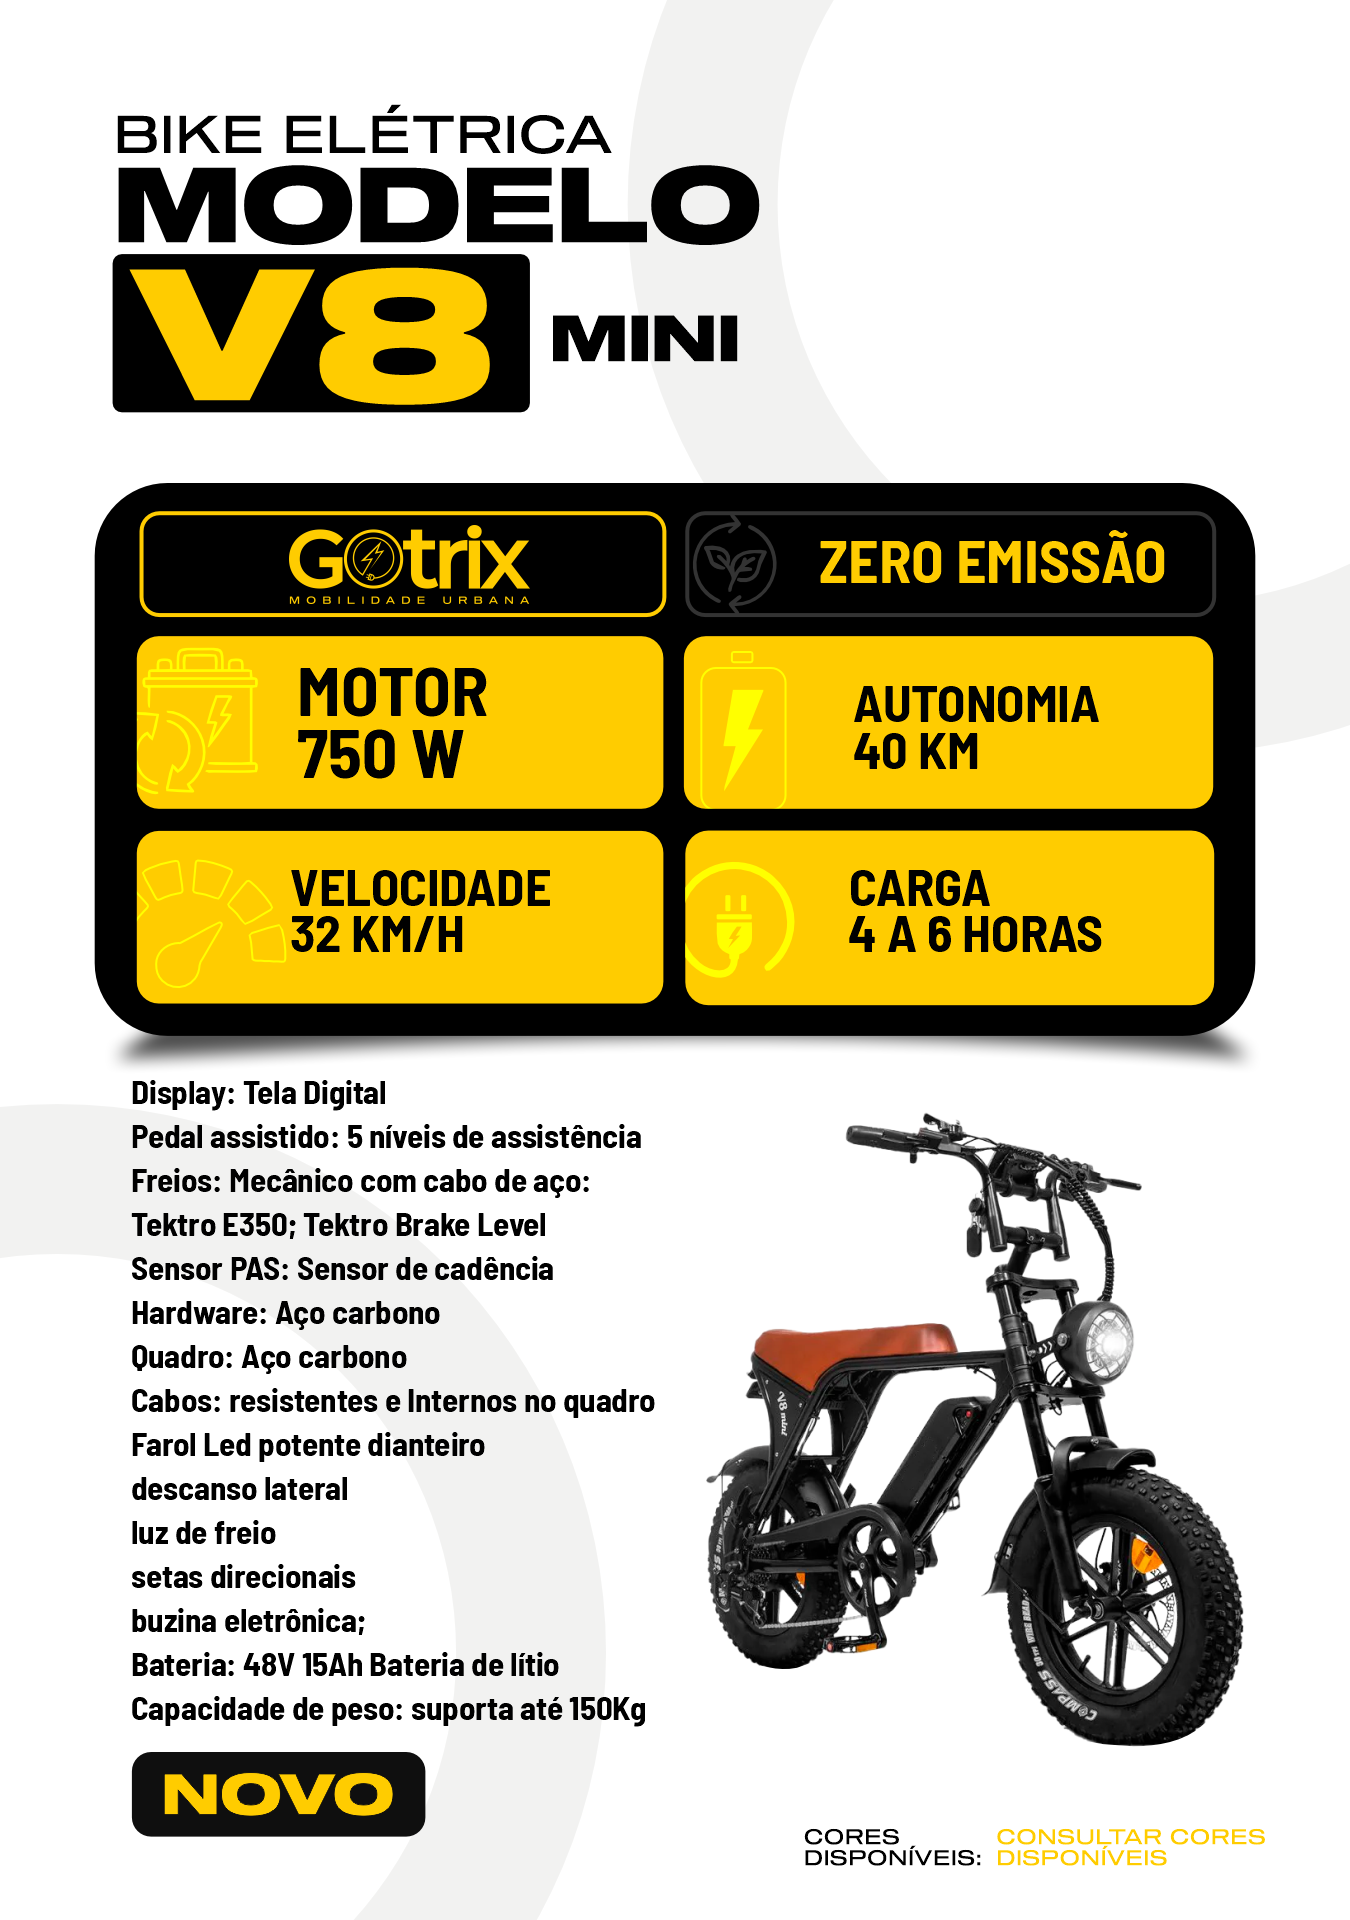 BIKE ELÉTRICA
MODELO
V8 MINI
GOtrix
MOBILIDADE URBANA
ZERO EMISSÃO
MOTOR
750 W
AUTONOMIA
40 KM
VELOCIDADE
32 KM/H
CARGA
4 A 6 HORAS
Display: Tela Digital
Pedal assistido: 5 níveis de assistência
Freios: Mecânico com cabo de aço:
Tektro E350; Tektro Brake Level
Sensor PAS: Sensor de cadência
Hardware: Aço carbono
Quadro: Aço carbono
Cabos: resistentes e Internos no quadro
Farol Led potente dianteiro
descanso lateral
luz de freio
setas direcionais
buzina eletrônica;
Bateria: 48V 15Ah Bateria de lítio
Capacidade de peso: suporta até 150Kg
V8 mini
COMPASS
NOVO
CORES
DISPONÍVEIS:
CONSULTAR CORES
DISPONÍVEIS